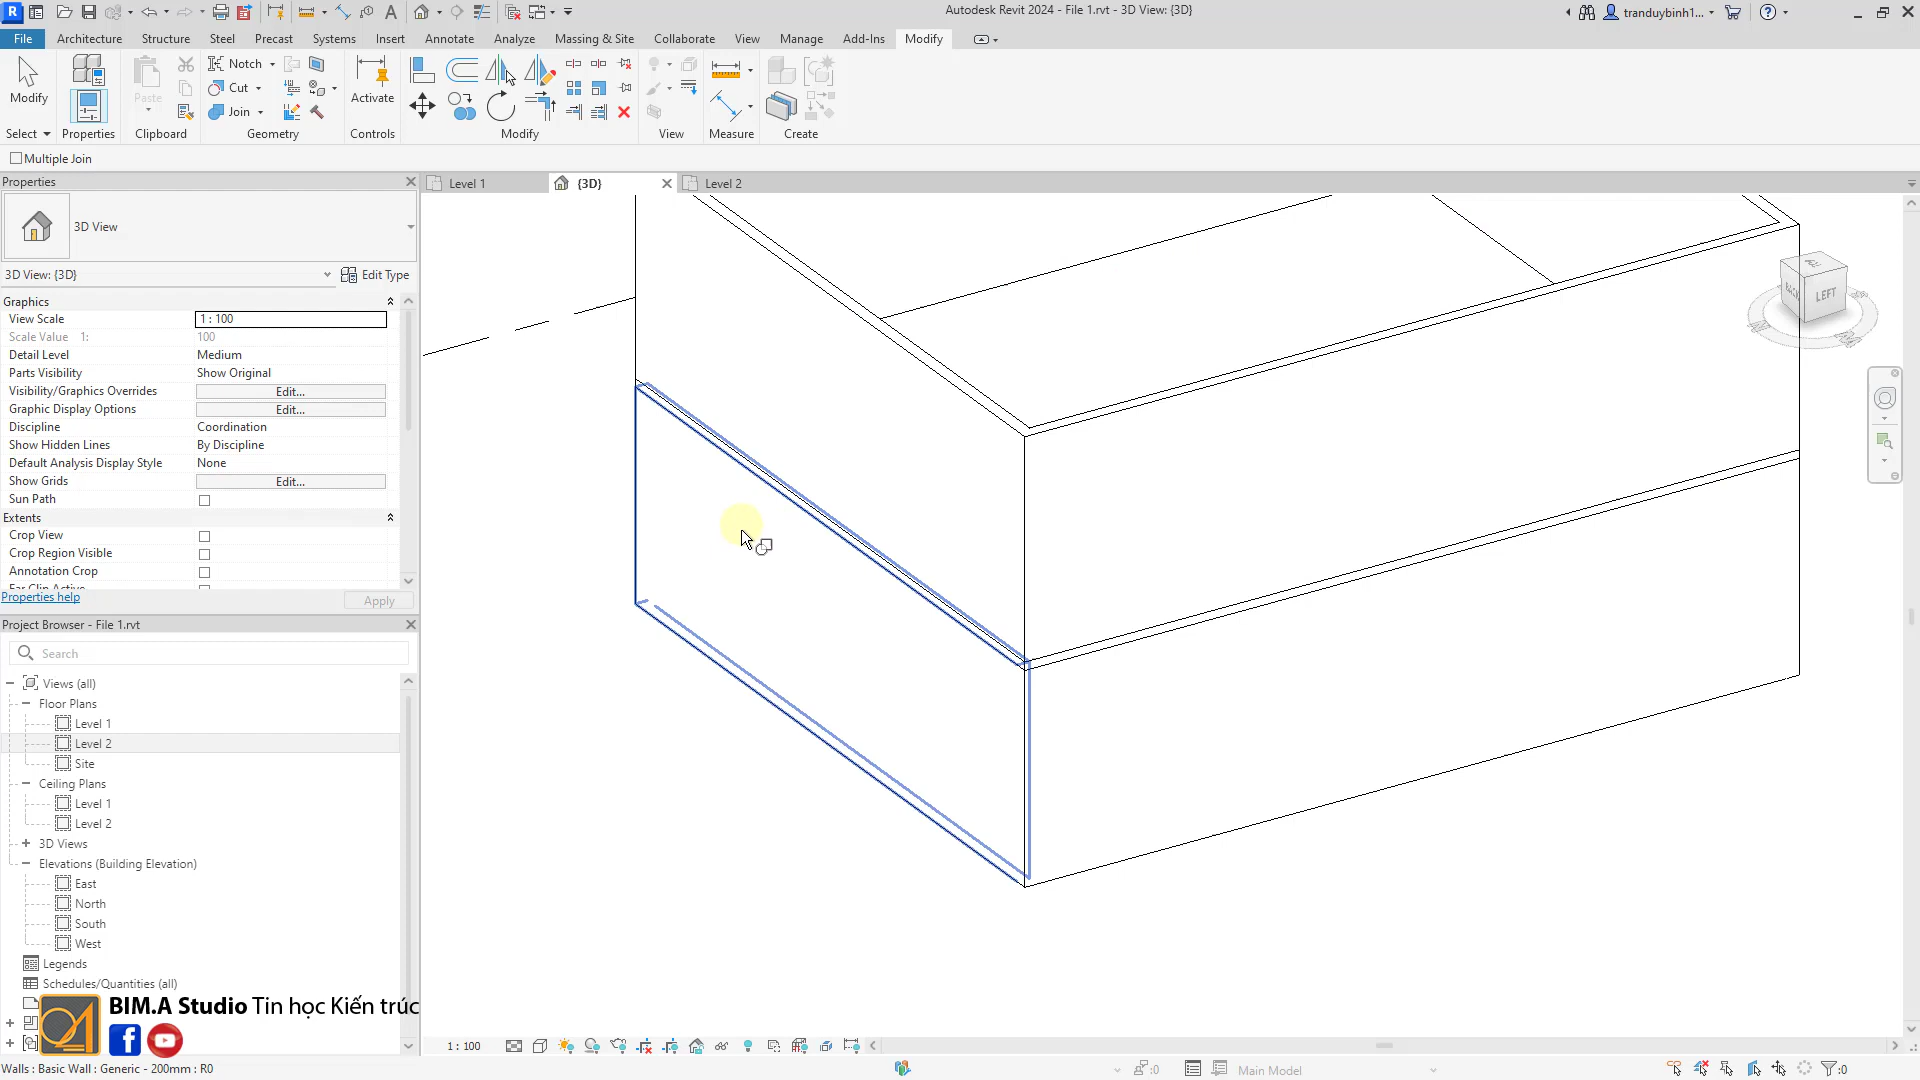 Autodesk Revit 2024 - File 1.rvt - 3D View: {3D}
tranduybinh1...
File Architecture Structure Steel Precast Systems Insert Annotate Analyze Massing & Site Collaborate View Manage Add-Ins Modify
Modify Paste Notch Cut Join Activate
Select Properties Clipboard Geometry Controls Modify View Measure Create
Multiple Join
Properties
Level 1 {3D} Level 2
3D View
3D View: {3D} Edit Type
Graphics
View Scale 1 : 100
Scale Value 1: 100
Detail Level Medium
Parts Visibility Show Original
Visibility/Graphics Overrides Edit...
Graphic Display Options Edit...
Discipline Coordination
Show Hidden Lines By Discipline
Default Analysis Display Style None
Show Grids Edit...
Sun Path
Extents
Crop View
Crop Region Visible
Annotation Crop
Far Clip Active
Properties help Apply
Project Browser - File 1.rvt
Search
Views (all)
Floor Plans
Level 1
Level 2
Site
Ceiling Plans
Level 1
Level 2
3D Views
Elevations (Building Elevation)
East
North
South
West
Legends
Schedules/Quantities (all)
BIM.A Studio Tin học Kiến trúc
LEFT
BACK
1 : 100
Walls : Basic Wall : Generic - 200mm : R0
:0 Main Model :0